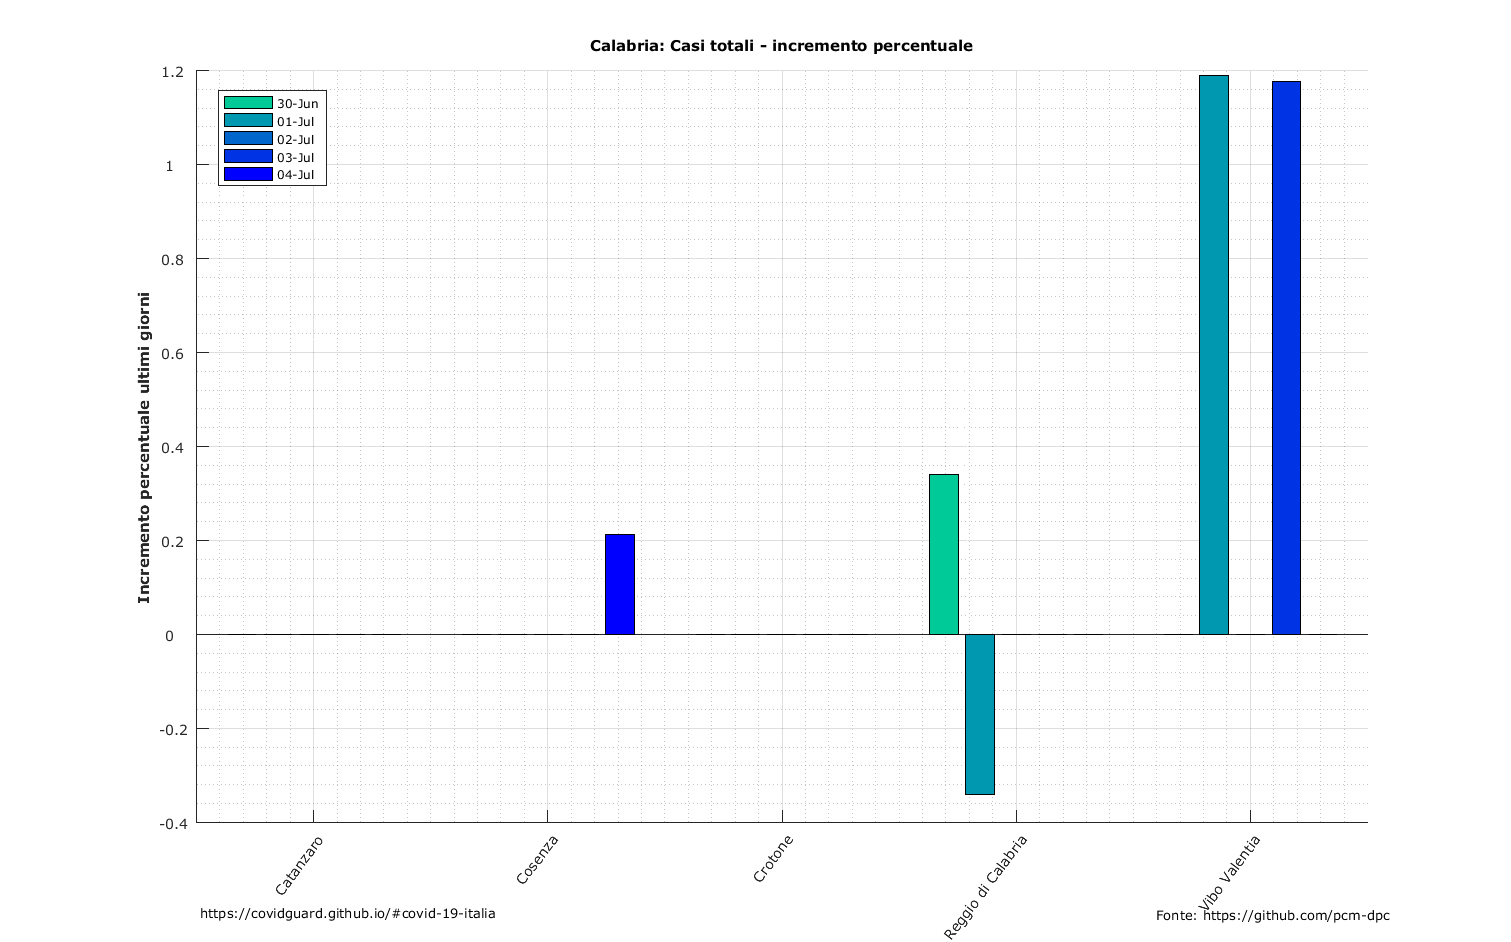 Calabria: Casi totali - incremento percentuale
1.2
1
0.8
0.6
0.4
0.2
0
-0.2
-0.4
Incremento percentuale ultimi giorni
30-Jun
01-Jul
02-Jul
03-Jul
04-Jul
Catanzaro
Cosenza
Crotone
Reggio di Calabria
Vibo Valentia
https://covidguard.github.io/#covid-19-italia
Fonte: https://github.com/pcm-dpc